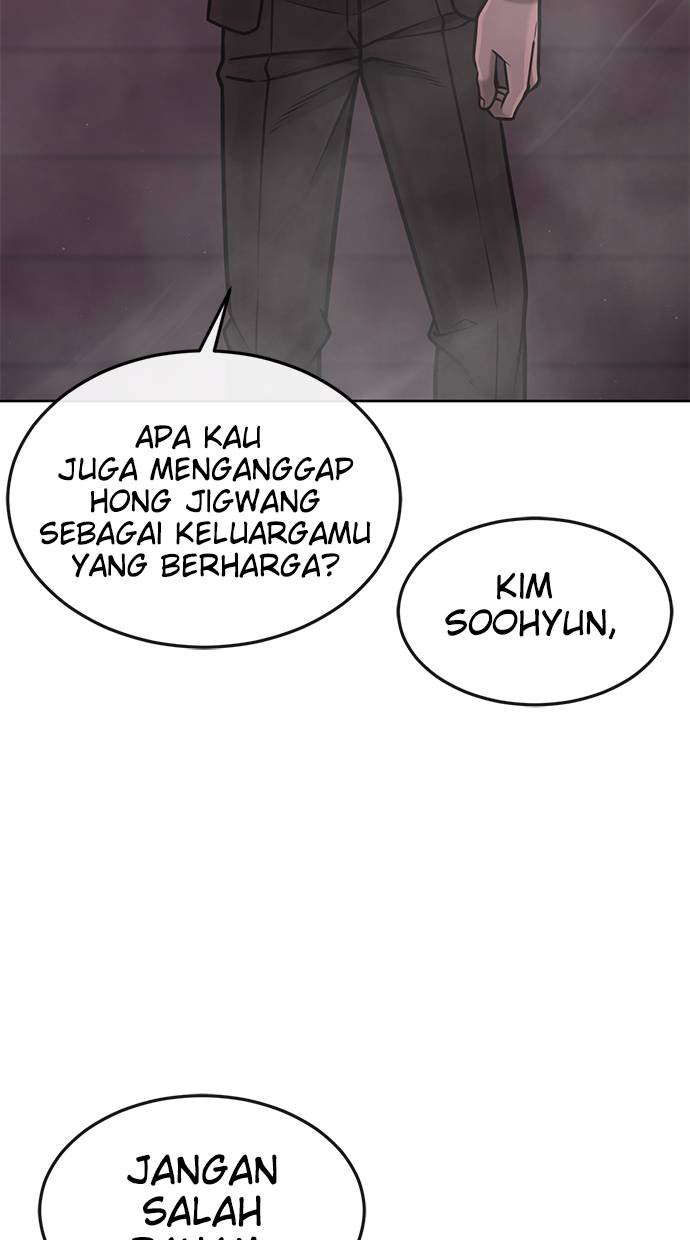 APA KAU
JUGA MENGANGGAP
HONG JIGWANG
SEBAGAI KELUARGAMU
YANG BERHARGA?
KIM
SOOHYUN,
JANGAN
SALAH